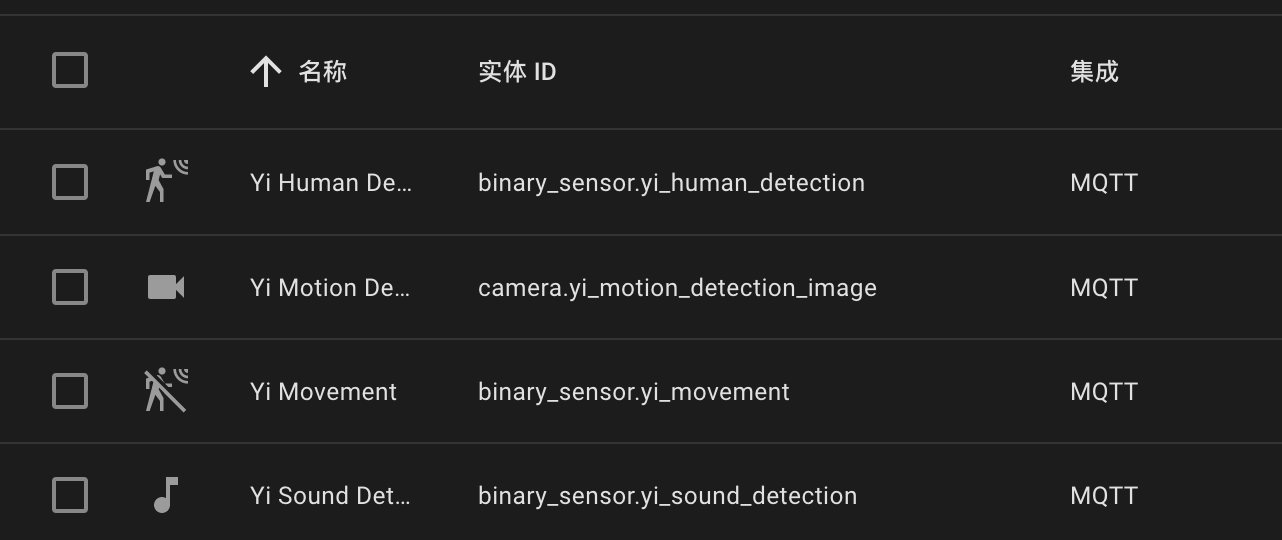 名称 实体 ID 集成
Yi Human De... binary_sensor.yi_human_detection MQTT
Yi Motion De... camera.yi_motion_detection_image MQTT
Yi Movement binary_sensor.yi_movement MQTT
Yi Sound Det... binary_sensor.yi_sound_detection MQTT